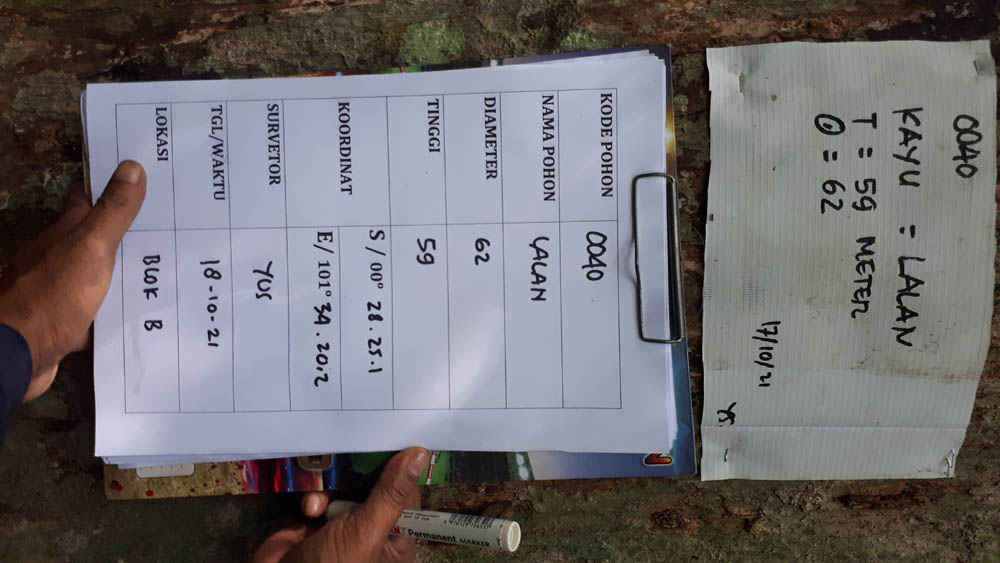 0040
KAYU = LALAN
T = 59 METER
O = 62
17/10/21
YS
KODE POHON 0040
NAMA POHON LALAN
DIAMETER 62
TINGGI 59
KOORDINAT
S / 00° 28.25.1
E/ 101° 34.20.2
SURVETOR YUS
TGL/WAKTU 18-10-21
LOKASI BLOK B
Permanent MARKER